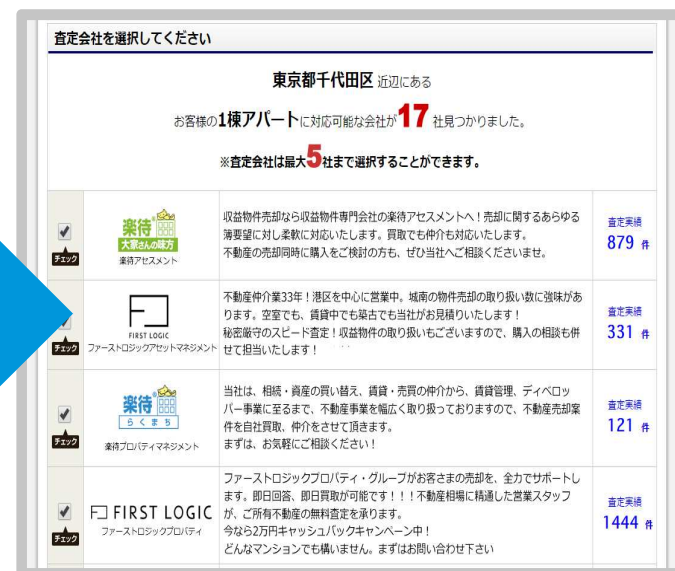 査定会社を選択してください
東京都千代田区 近辺にある
お客様の1棟アパートに対応可能な会社が17 社見つかりました。
※査定会社は最大5社まで選択することができます。
チェック
楽待
大家さんの味方
楽待アセスメント
収益物件売却なら収益物件専門会社の楽待アセスメントへ！売却に関するあらゆる
簿要望に対し柔軟に対応いたします。買取でも仲介も対応いたします。
不動産の売却同時に購入をご検討の方も、ぜひ当社へご相談くださいませ。
査定実績
879 件
チェック
FIRST LOGIC
ファーストロジックアセットマネジメント
不動産仲介業33年！港区を中心に営業中。城南の物件売却の取り扱い数に強味があ
ります。空室でも、賃貸中でも築古でも当社がお見積りいたします！
秘密厳守のスピード査定！収益物件の取り扱いもございますので、購入の相談も併
せて担当いたします！
査定実績
331 件
チェック
楽待
らくまち
楽待プロパティマネジメント
当社は、相続・資産の買い替え、賃貸・売買の仲介から、賃貸管理、ディベロッ
パー事業に至るまで、不動産事業を幅広く取り扱っておりますので、不動産売却案
件を自社買取、仲介をさせて頂きます。
まずは、お気軽にご相談ください！
査定実績
121 件
チェック
FIRST LOGIC
ファーストロジックプロパティ
ファーストロジックプロパティ・グループがお客さまの売却を、全力でサポートし
ます。即日回答、即日買取が可能です！！！不動産相場に精通した営業スタッフ
が、ご所有不動産の無料査定を承ります。
今なら2万円キャッシュバックキャンペーン中！
どんなマンションでも構いません。まずはお問い合わせ下さい
査定実績
1444 件